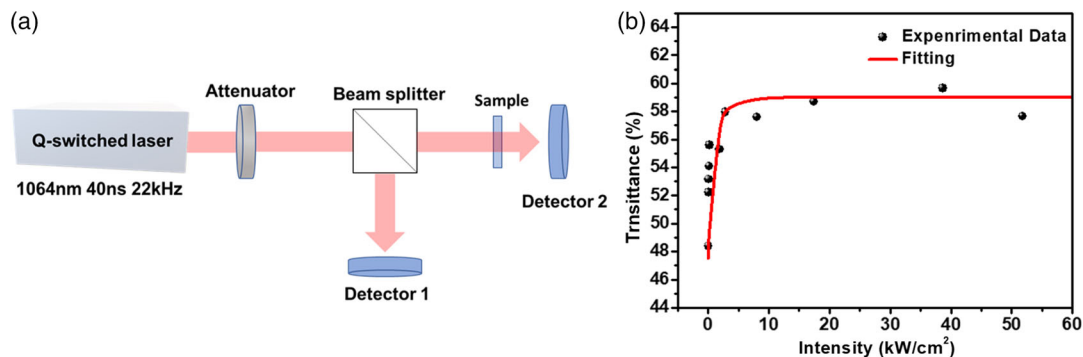 (a)
Attenuator
Beam splitter
Sample
Q-switched laser
1064nm 40ns 22kHz
Detector 2
Detector 1
(b)
64
62
60
58
56
54
52
50
48
46
44
Trnsittance (%)
Expenrimental Data
Fitting
0 10 20 30 40 50 60
Intensity (kW/cm²)